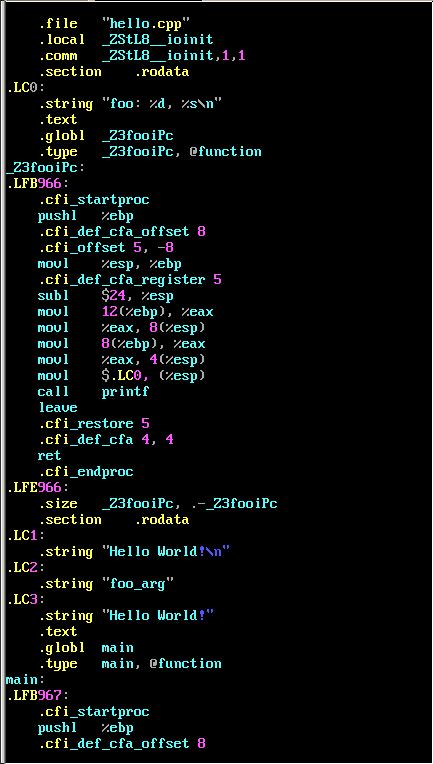 .file "hello.cpp"
.local _ZStL8__ioinit
.comm _ZStL8__ioinit,1,1
.section .rodata
.LC0:
.string "foo: %d, %s\n"
.text
.globl _Z3fooiPc
.type _Z3fooiPc, @function
_Z3fooiPc:
.LFB966:
.cfi_startproc
pushl %ebp
.cfi_def_cfa_offset 8
.cfi_offset 5, -8
movl %esp, %ebp
.cfi_def_cfa_register 5
subl $24, %esp
movl 12(%ebp), %eax
movl %eax, 8(%esp)
movl 8(%ebp), %eax
movl %eax, 4(%esp)
movl $.LC0, (%esp)
call printf
leave
.cfi_restore 5
.cfi_def_cfa 4, 4
ret
.cfi_endproc
.LFE966:
.size _Z3fooiPc, .-_Z3fooiPc
.section .rodata
.LC1:
.string "Hello World!\n"
.LC2:
.string "foo_arg"
.LC3:
.string "Hello World!"
.text
.globl main
.type main, @function
main:
.LFB967:
.cfi_startproc
pushl %ebp
.cfi_def_cfa_offset 8